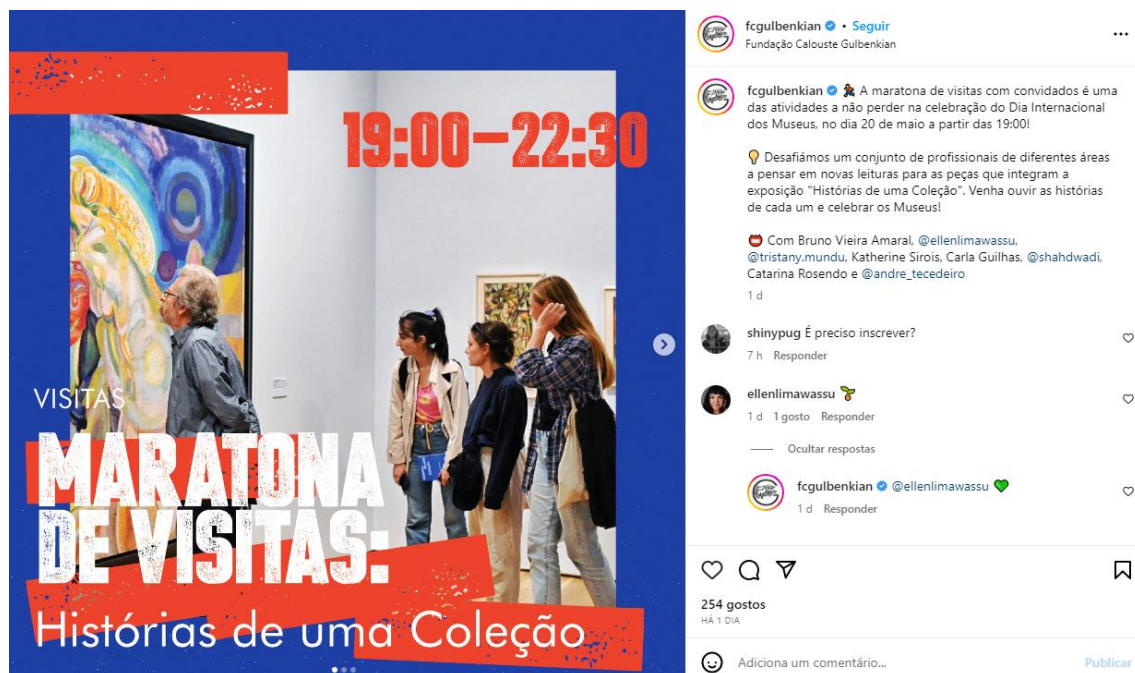 19:00—22:30
VISITAS
MARATONA
DE VISITAS:
Histórias de uma Coleção
fcgulbenkian • Seguir
Fundação Calouste Gulbenkian
fcgulbenkian A maratona de visitas com convidados é uma
das atividades a não perder na celebração do Dia Internacional
dos Museus, no dia 20 de maio a partir das 19:00!
Desafiámos um conjunto de profissionais de diferentes áreas
a pensar em novas leituras para as peças que integram a
exposição "Histórias de uma Coleção". Venha ouvir as histórias
de cada um e celebrar os Museus!
Com Bruno Vieira Amaral, @ellenlimawassu,
@tristany.mundu, Katherine Sirois, Carla Guilhas, @shahdwadi,
Catarina Rosendo e @andre_tecedeiro
1 d
shinypug É preciso inscrever?
7 h Responder
ellenlimawassu
1 d 1 gosto Responder
Ocultar respostas
fcgulbenkian @ellenlimawassu
1 d Responder
254 gostos
HÁ 1 DIA
Adiciona um comentário...
Publicar